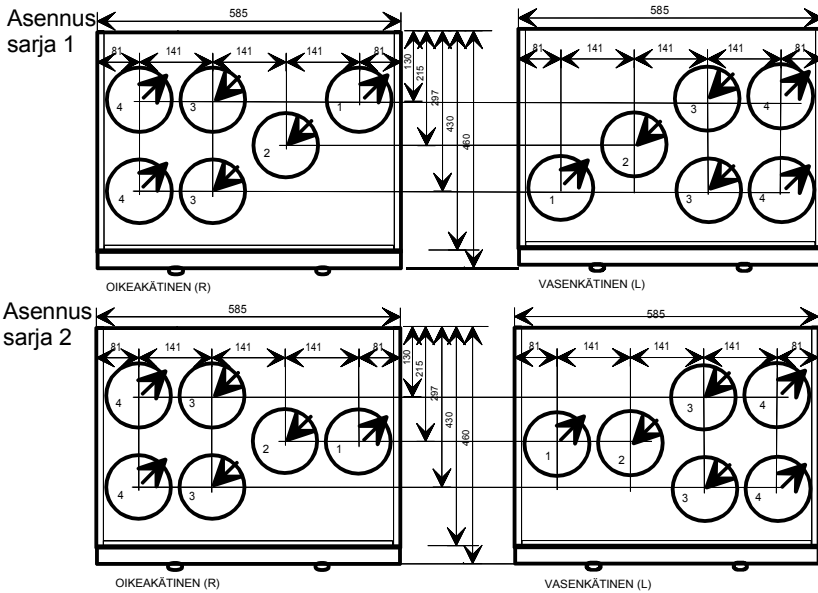 Asennus
sarja 1
585
81 141 141 141 81
130
215
297
430
460
4 3 1
2
4 3
OIKEAKÄTINEN (R)
585
81 141 141 141 81
3 4
2
1 3 4
VASENKÄTINEN (L)
Asennus
sarja 2
585
81 141 141 141 81
130
215
297
430
460
4 3
2 1
4 3
OIKEAKÄTINEN (R)
585
81 141 141 141 81
3 4
1 2
3 4
VASENKÄTINEN (L)